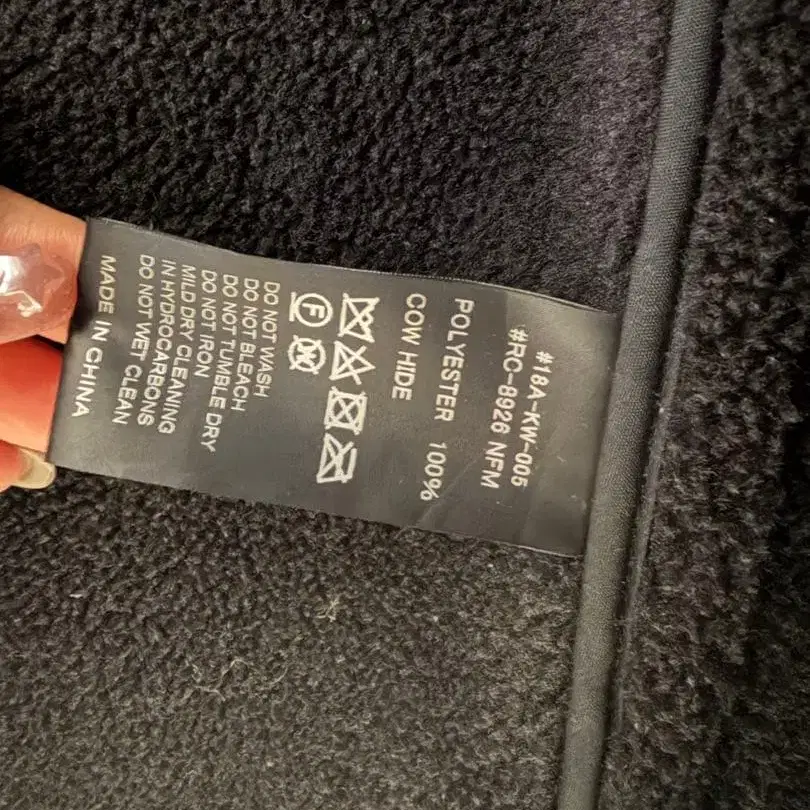 #18A-KW-005
#RC-8926 NFM
POLYESTER 100%
COW HIDE
F
DO NOT WASH
DO NOT BLEACH
DO NOT TUMBLE DRY
DO NOT IRON
MILD DRY CLEANING
IN HYDROCARBONS
DO NOT WET CLEAN
MADE IN CHINA